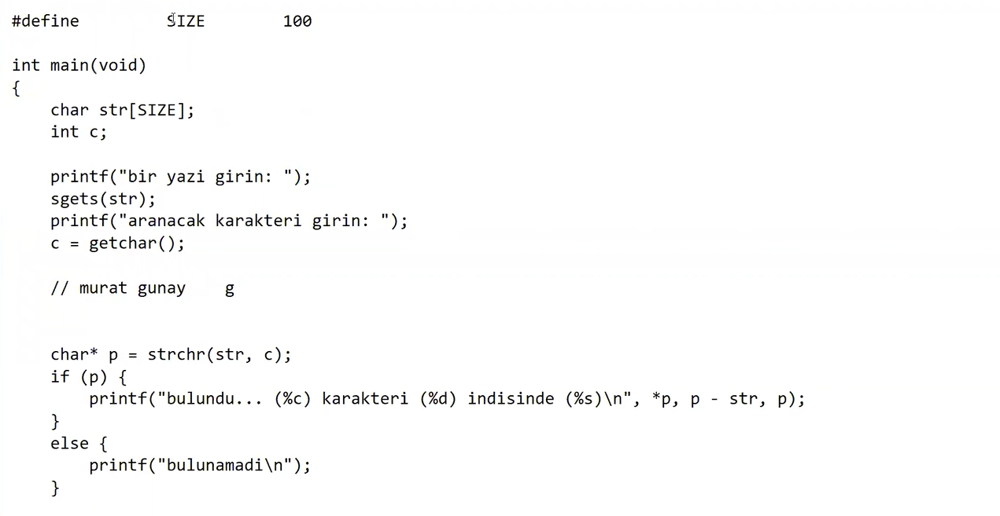 #define         SIZE        100
int main(void)
{
    char str[SIZE];
    int c;
    printf("bir yazi girin: ");
    sgets(str);
    printf("aranacak karakteri girin: ");
    c = getchar();
    // murat gunay    g
    char* p = strchr(str, c);
    if (p) {
        printf("bulundu... (%c) karakteri (%d) indisinde (%s)\n", *p, p - str, p);
    }
    else {
        printf("bulunamadi\n");
    }